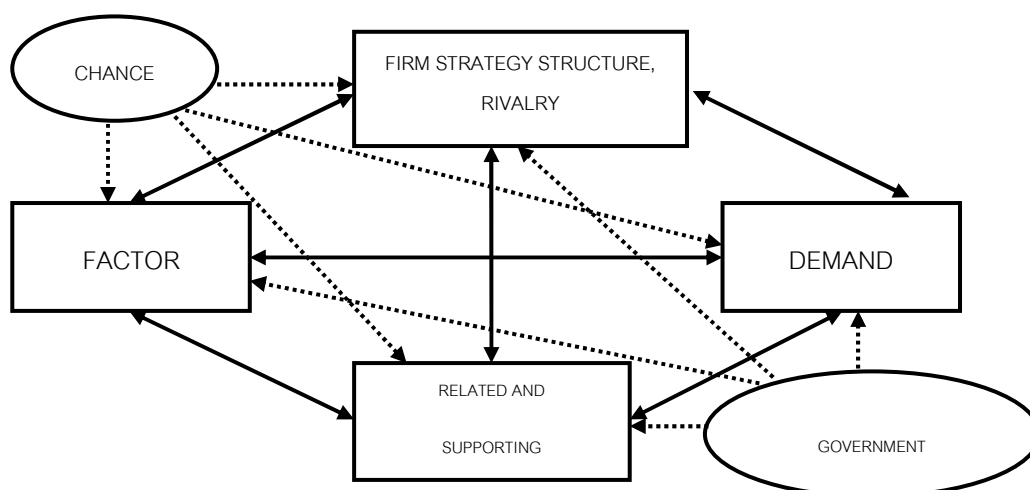 CHANCE
FIRM STRATEGY STRUCTURE,
RIVALRY
FACTOR
DEMAND
RELATED AND
SUPPORTING
GOVERNMENT